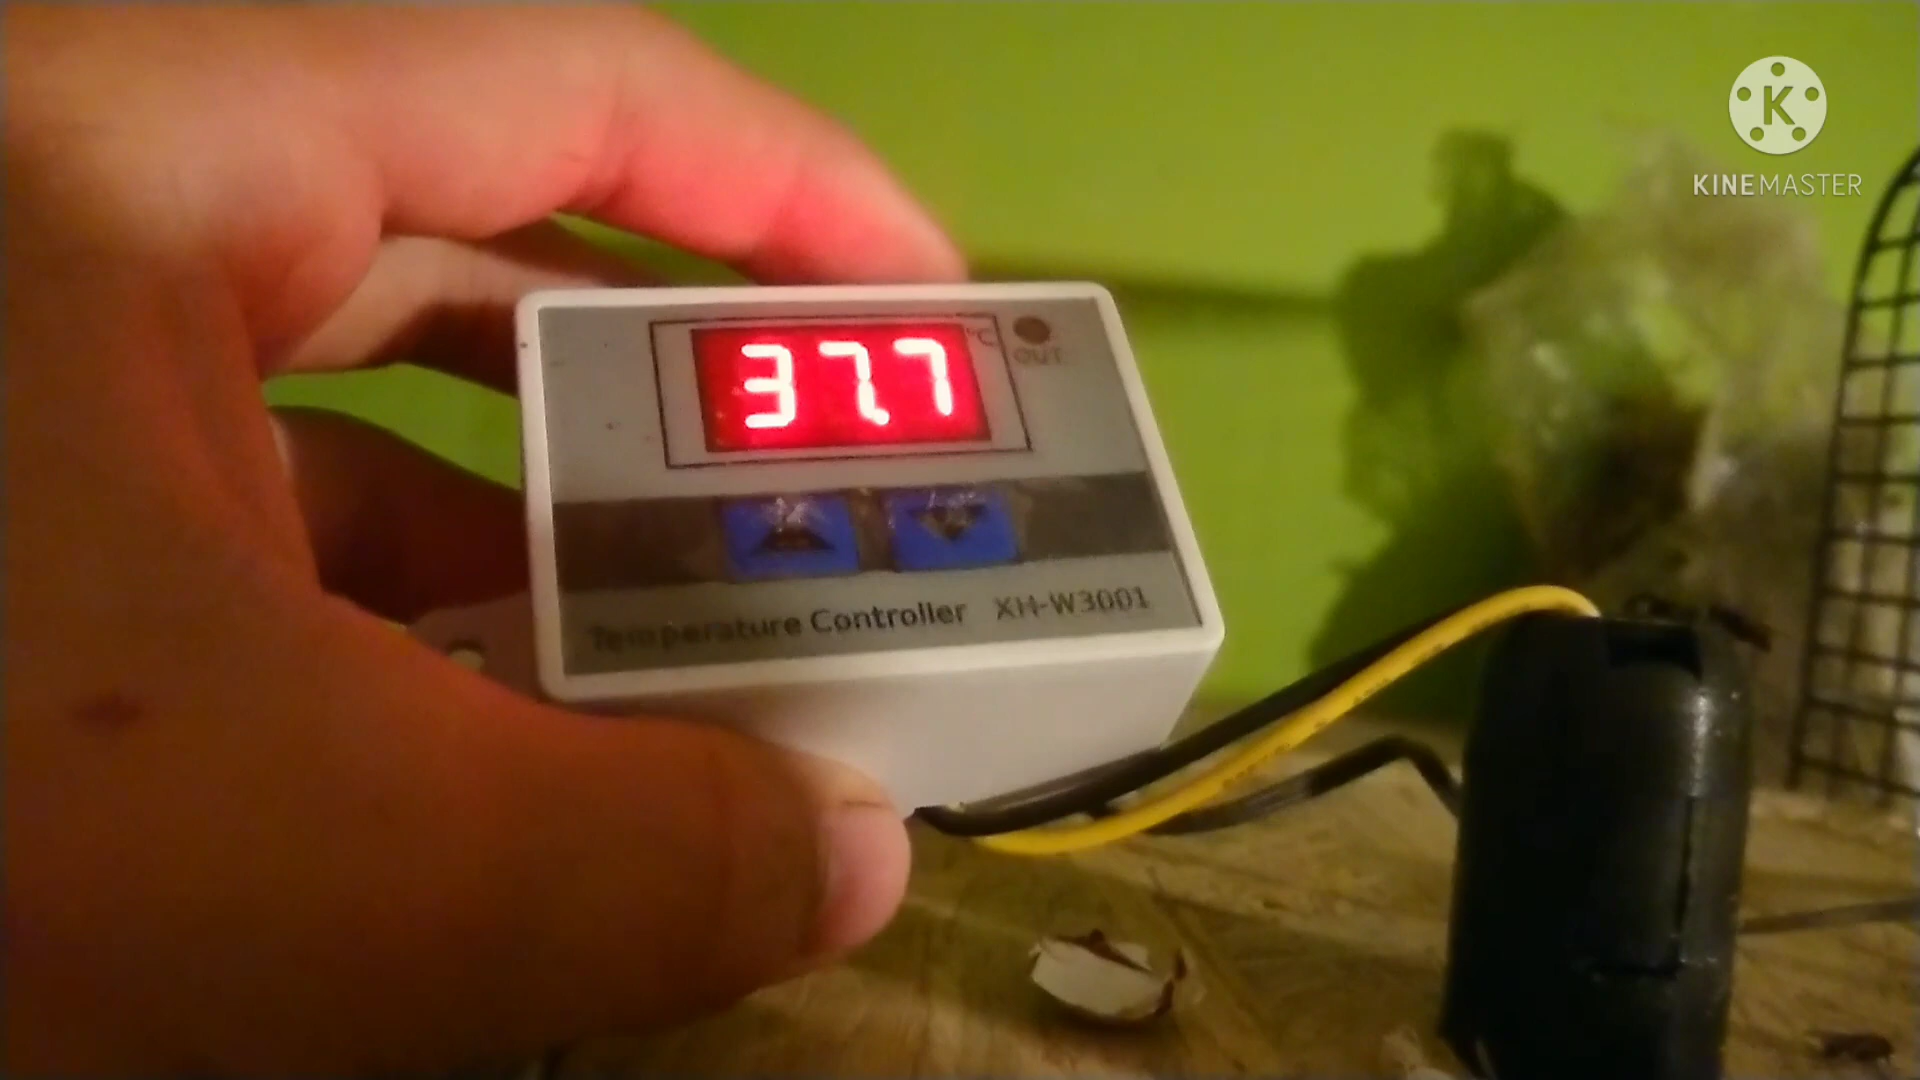 K
KINEMASTER
37.7
°C
OUT
Temperature Controller XH-W3001